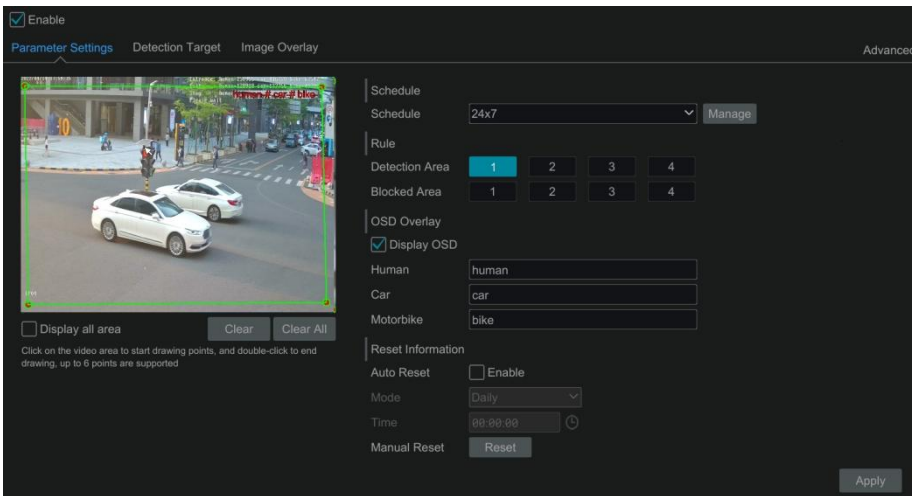 Enable
Parameter Settings Detection Target Image Overlay Advanced
human-# car-# bike-
10
Display all area Clear Clear All
Click on the video area to start drawing points, and double-click to end
drawing, up to 6 points are supported
Schedule
Schedule 24x7 Manage
Rule
Detection Area 1 2 3 4
Blocked Area 1 2 3 4
OSD Overlay
Display OSD
Human human
Car car
Motorbike bike
Reset Information
Auto Reset Enable
Mode Daily
Time 00:00:00
Manual Reset Reset
Apply